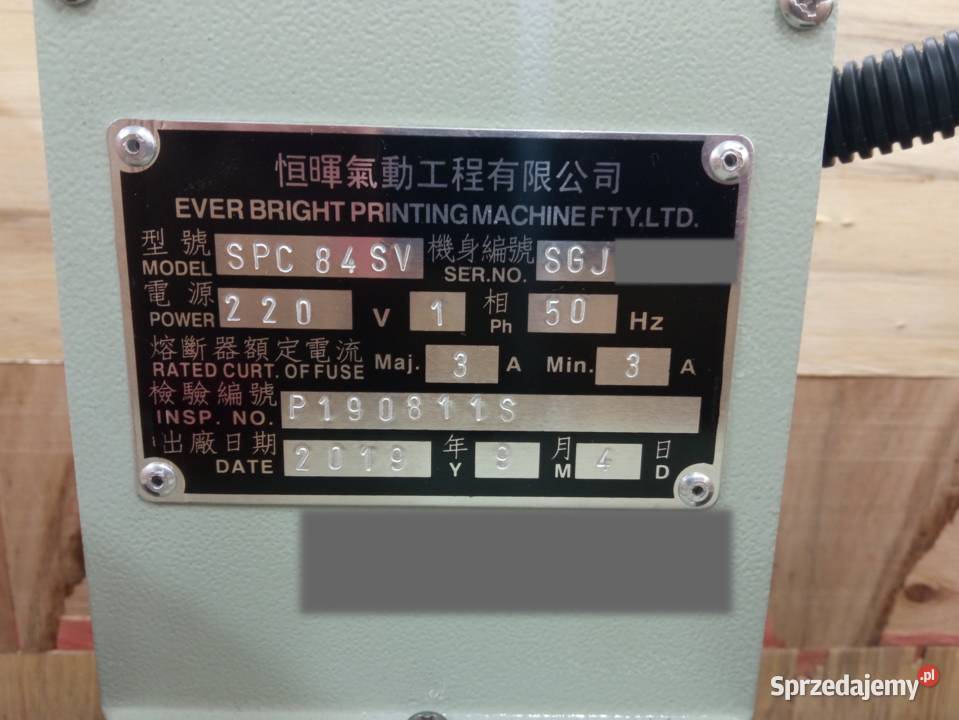 恒暉氣動工程有限公司
EVER BRIGHT PRINTING MACHINE FTY.LTD.
型號 SPC 84 SV 機身編號 SGJ
MODEL SER.NO.
電源 220 V 1 相 50 Hz
POWER Ph
熔斷器額定電流 Maj. 3 A Min. 3 A
RATED CURT. OF FUSE
檢驗編號 P190811S
INSP. NO.
出廠日期 2019 年 9 月 4 日
DATE Y M D
Sprzedajemy.pl